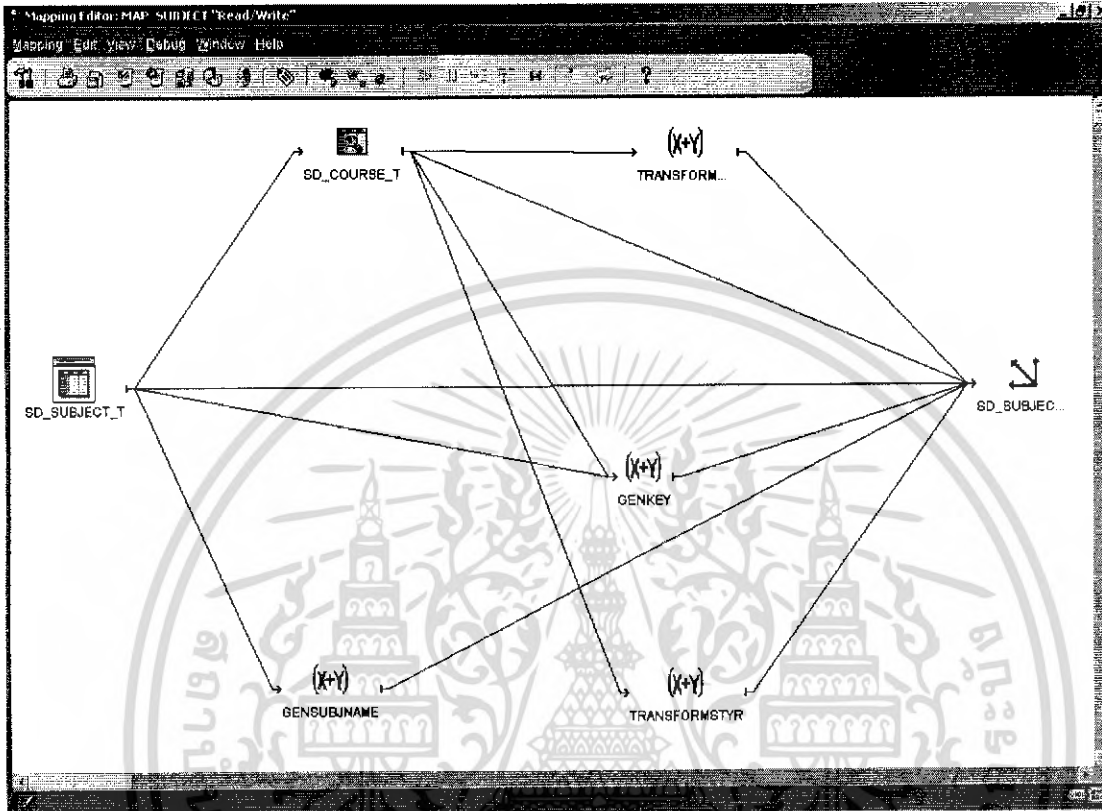 Mapping Editor: MAP_SUBJECT "Read/Write"
Mapping Edit View Debug Window Help
(X+Y)
SD_COURSE_T
TRANSFORM...
SD_SUBJECT_T
SD_SUBJEC...
(X+Y)
GENKEY
(X+Y)
(X+Y)
GENSUBJNAME
TRANSFORMSTYR